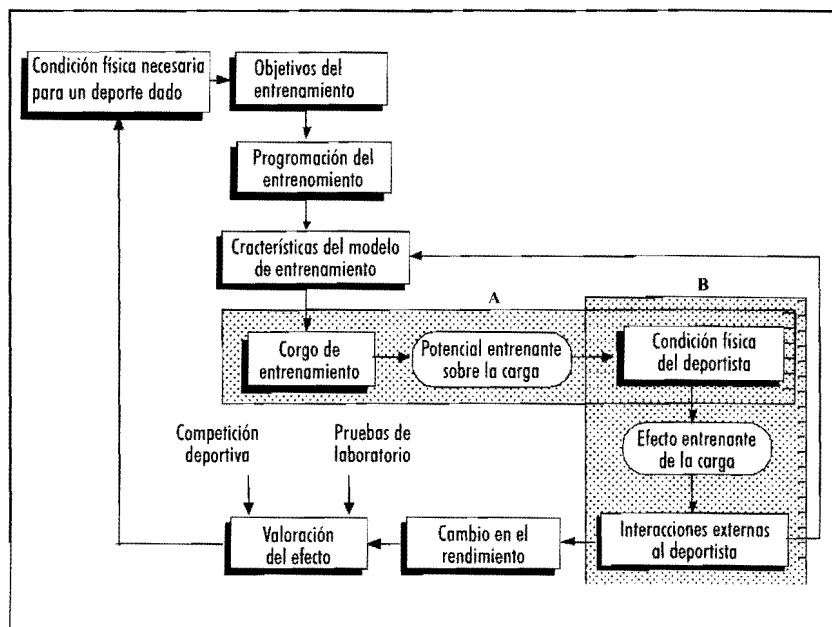 Condición física necesaria
para un deporte dado
Objetivos del
entrenamiento
Progromación del
entrenomiento
Cracterísticas del modelo
de entrenamiento
A
B
Corgo de
entrenamiento
Potencial entrenante
sobre la carga
Condición física
del deportista
Competición
deportiva
Pruebas de
laboratorio
Efecto entrenante
de la carga
Valoración
del efecto
Cambio en el
rendimiento
Interacciones externas
al deportista